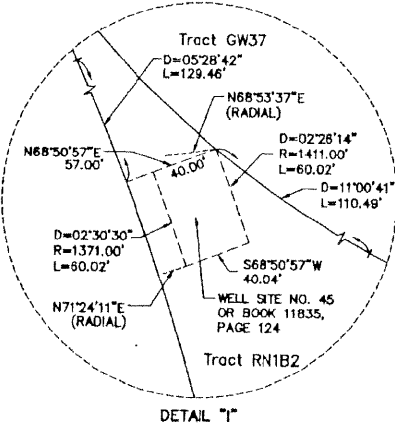 Tract GW37
D=05°28'42"
L=129.46'
N68°53'37"E
(RADIAL)
D=02°26'14"
R=1411.00'
L=60.02'
N68°50'57"E
57.00'
40.00'
D=11°00'41"
L=110.49'
D=02°30'30"
R=1371.00'
L=60.02'
S68°50'57"W
40.04'
N71°24'11"E
(RADIAL)
WELL SITE NO. 45
OR BOOK 11835,
PAGE 124
Tract RN1B2
DETAIL "I"